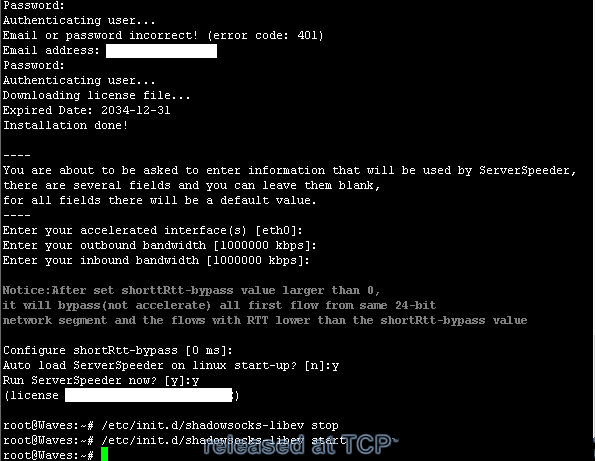 Password:
Authenticating user...
Email or password incorrect! (error code: 401)
Email address:
Password:
Authenticating user...
Downloading license file...
Expired Date: 2034-12-31
Installation done!
----
You are about to be asked to enter information that will be used by ServerSpeeder,
there are several fields and you can leave them blank,
for all fields there will be a default value.
----
Enter your accelerated interface(s) [eth0]:
Enter your outbound bandwidth [1000000 kbps]:
Enter your inbound bandwidth [1000000 kbps]:
Notice:After set shorttRtt-bypass value larger than 0,
it will bypass(not accelerate) all first flow from same 24-bit
network segment and the flows with RTT lower than the shortRtt-bypass value
Configure shortRtt-bypass [0 ms]:
Auto load ServerSpeeder on linux start-up? [n]:y
Run ServerSpeeder now? [y]:y
(license )
root@Waves:~# /etc/init.d/shadowsocks-libev stop
root@Waves:~# /etc/init.d/shadowsocks-libev start
released at TCP
root@Waves:~#